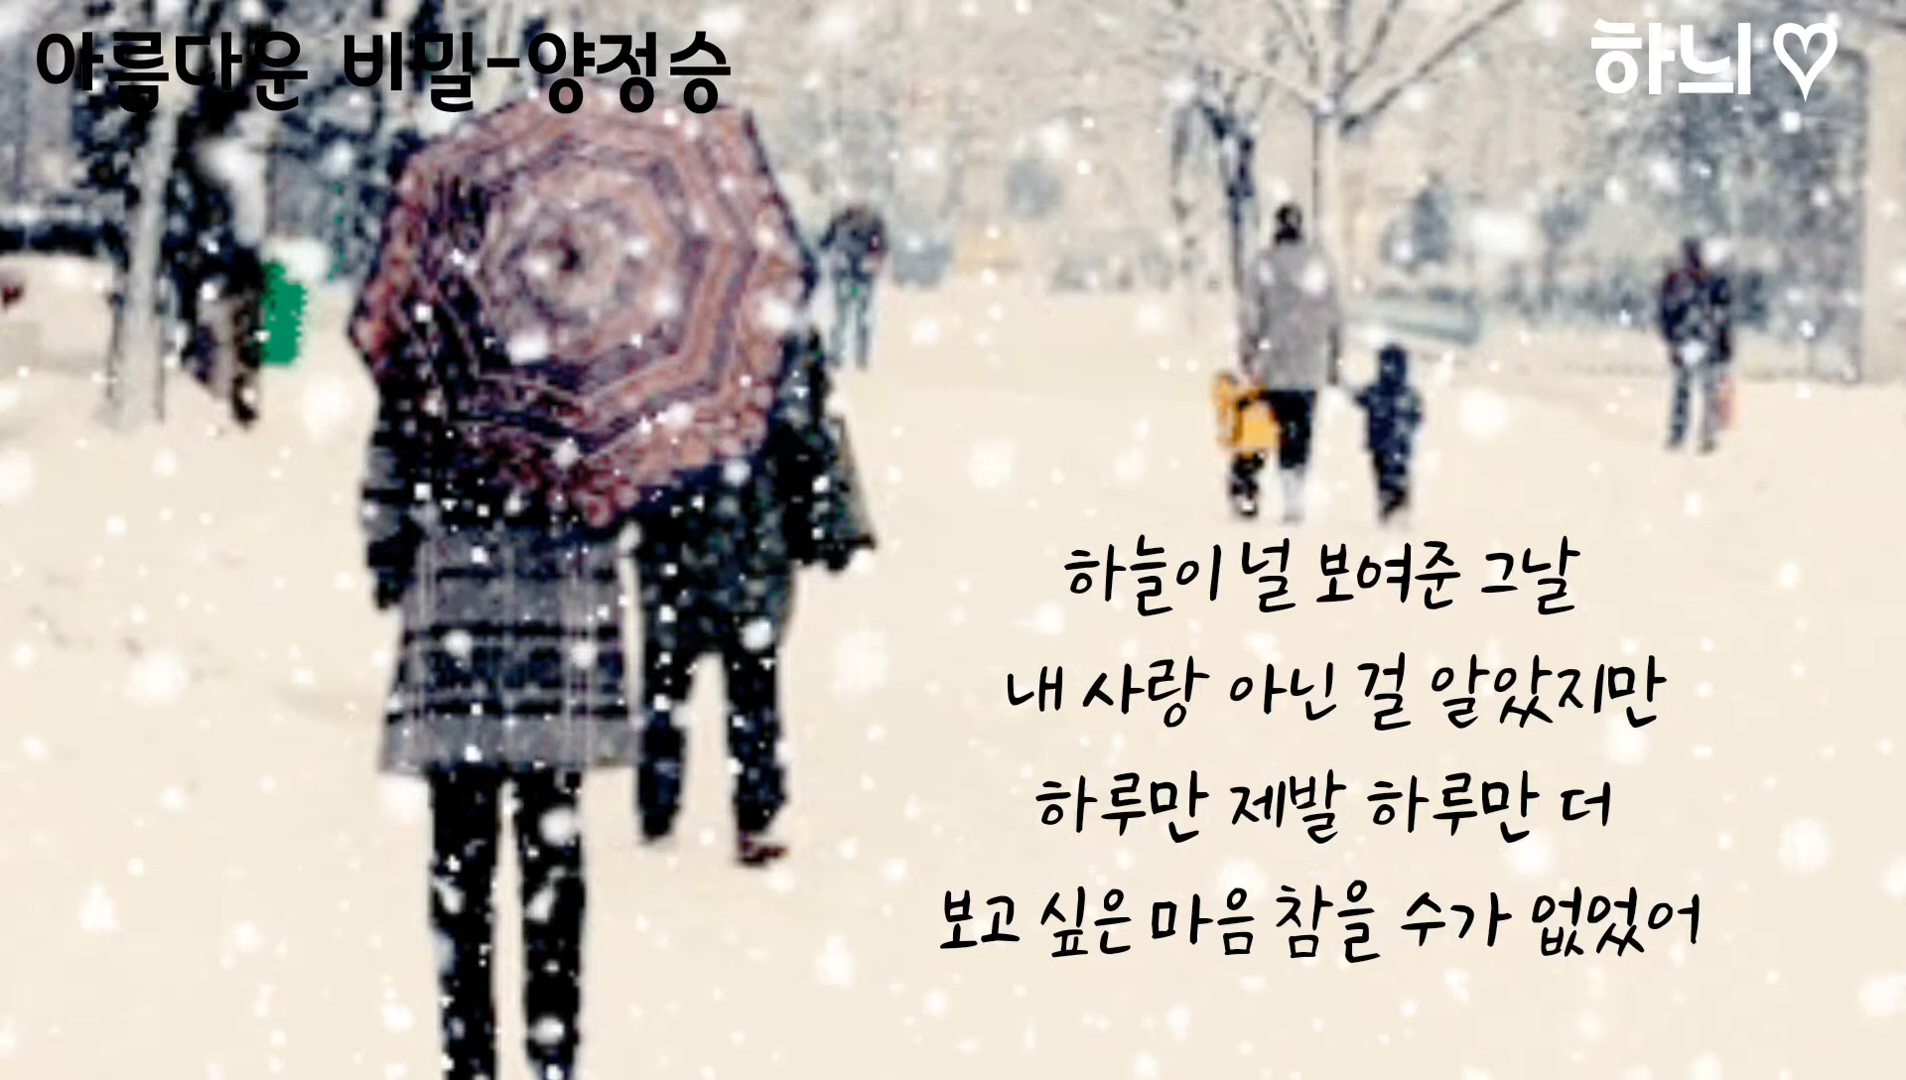 아름다운 비밀-양정승
하늬♡
하늘이 널 보여준 그날
내 사랑 아닌 걸 알았지만
하루만 제발 하루만 더
보고 싶은 마음 참을 수가 없었어